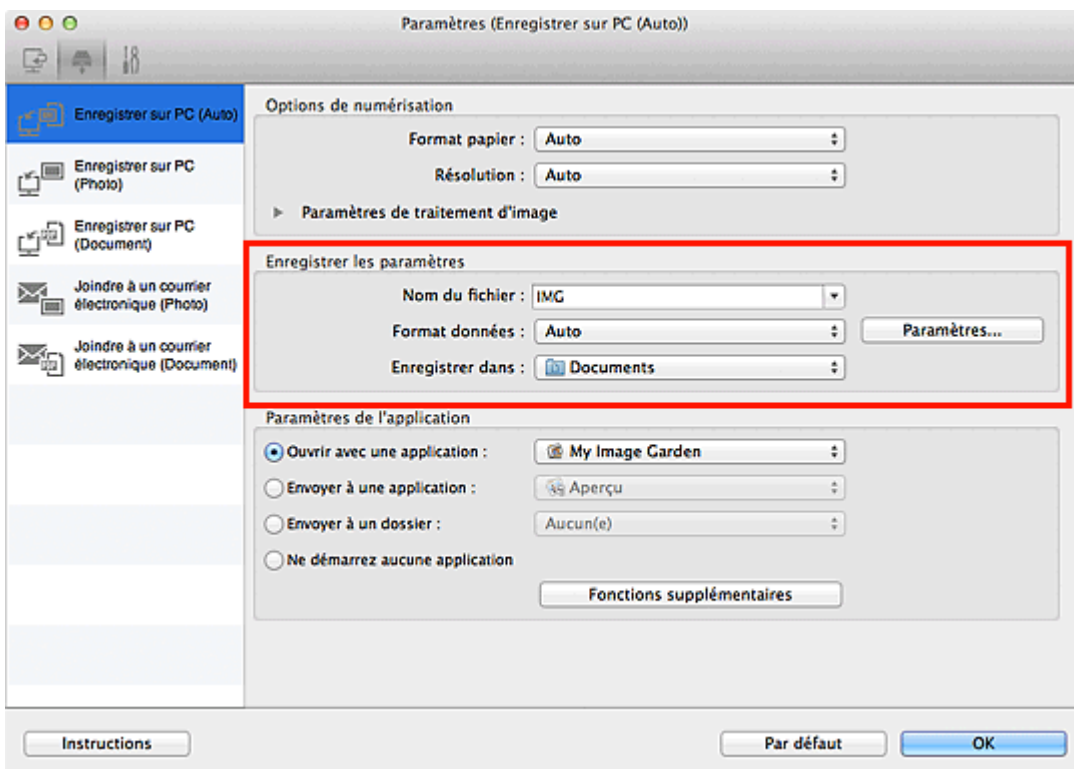 Paramètres (Enregistrer sur PC (Auto))
Enregistrer sur PC (Auto)
Enregistrer sur PC
(Photo)
Enregistrer sur PC
(Document)
Joindre à un courrier
électronique (Photo)
Joindre à un courrier
électronique (Document)
Options de numérisation
Format papier : Auto
Résolution : Auto
Paramètres de traitement d'image
Enregistrer les paramètres
Nom du fichier : IMG
Format données : Auto Paramètres...
Enregistrer dans : Documents
Paramètres de l'application
Ouvrir avec une application : My Image Garden
Envoyer à une application : Aperçu
Envoyer à un dossier : Aucun(e)
Ne démarrez aucune application
Fonctions supplémentaires
Instructions Par défaut OK